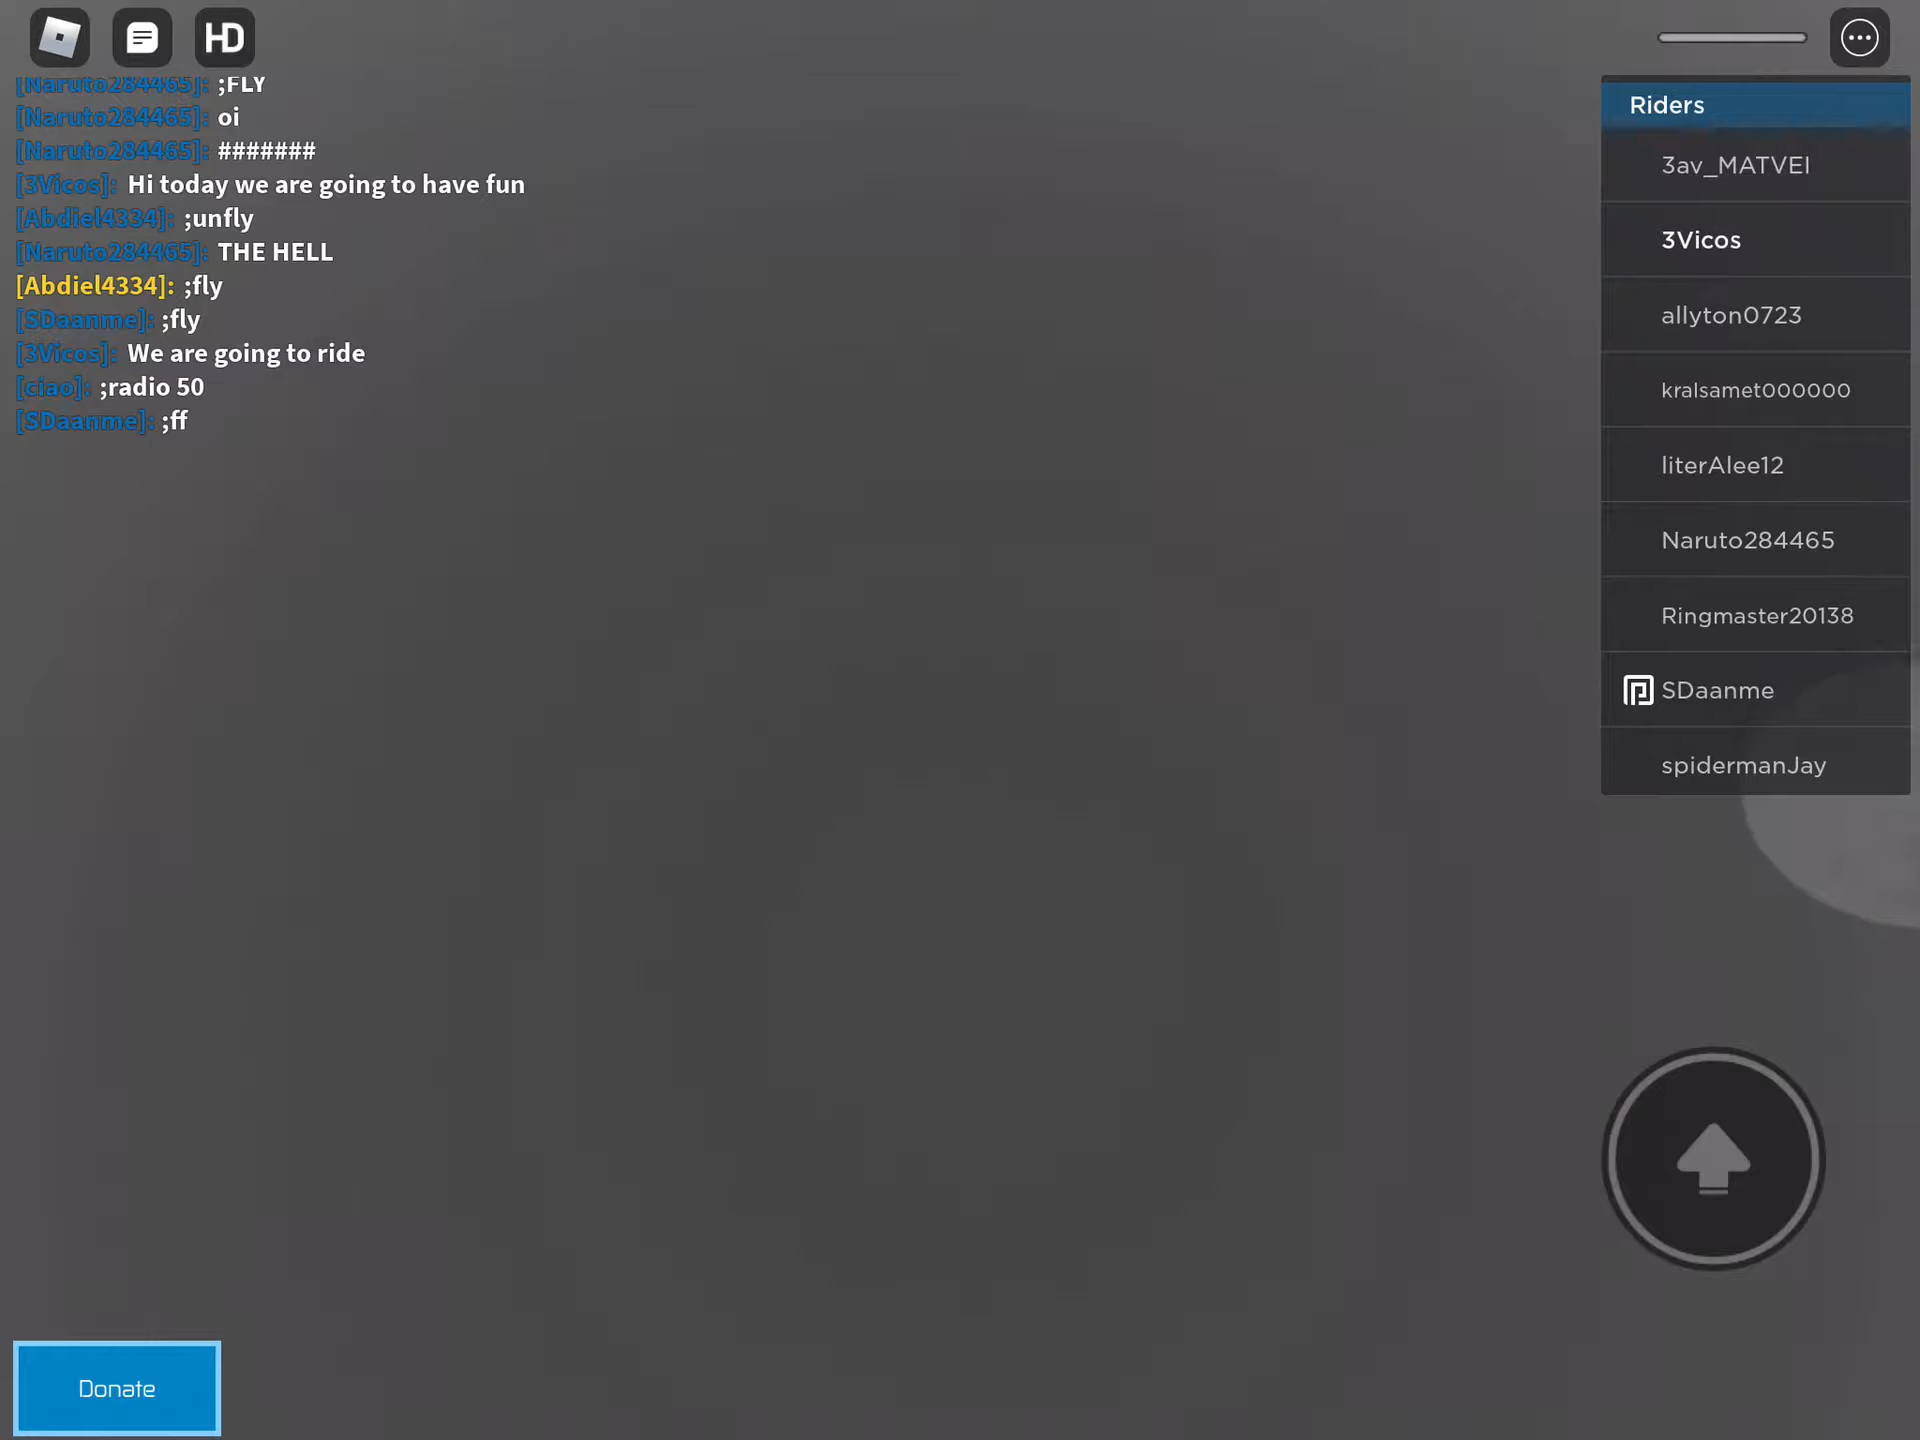 HD
[Naruto284465]: ;FLY
[Naruto284465]: oi
[Naruto284465]: #######
[3Vicos]: Hi today we are going to have fun
[Abdiel4334]: ;unfly
[Naruto284465]: THE HELL
[Abdiel4334]: ;fly
[SDaanme]: ;fly
[3Vicos]: We are going to ride
[ciao]: ;radio 50
[SDaanme]: ;ff
Riders
3av_MATVEI
3Vicos
allyton0723
kralsamet000000
literAlee12
Naruto284465
Ringmaster20138
SDaanme
spidermanJay
Donate